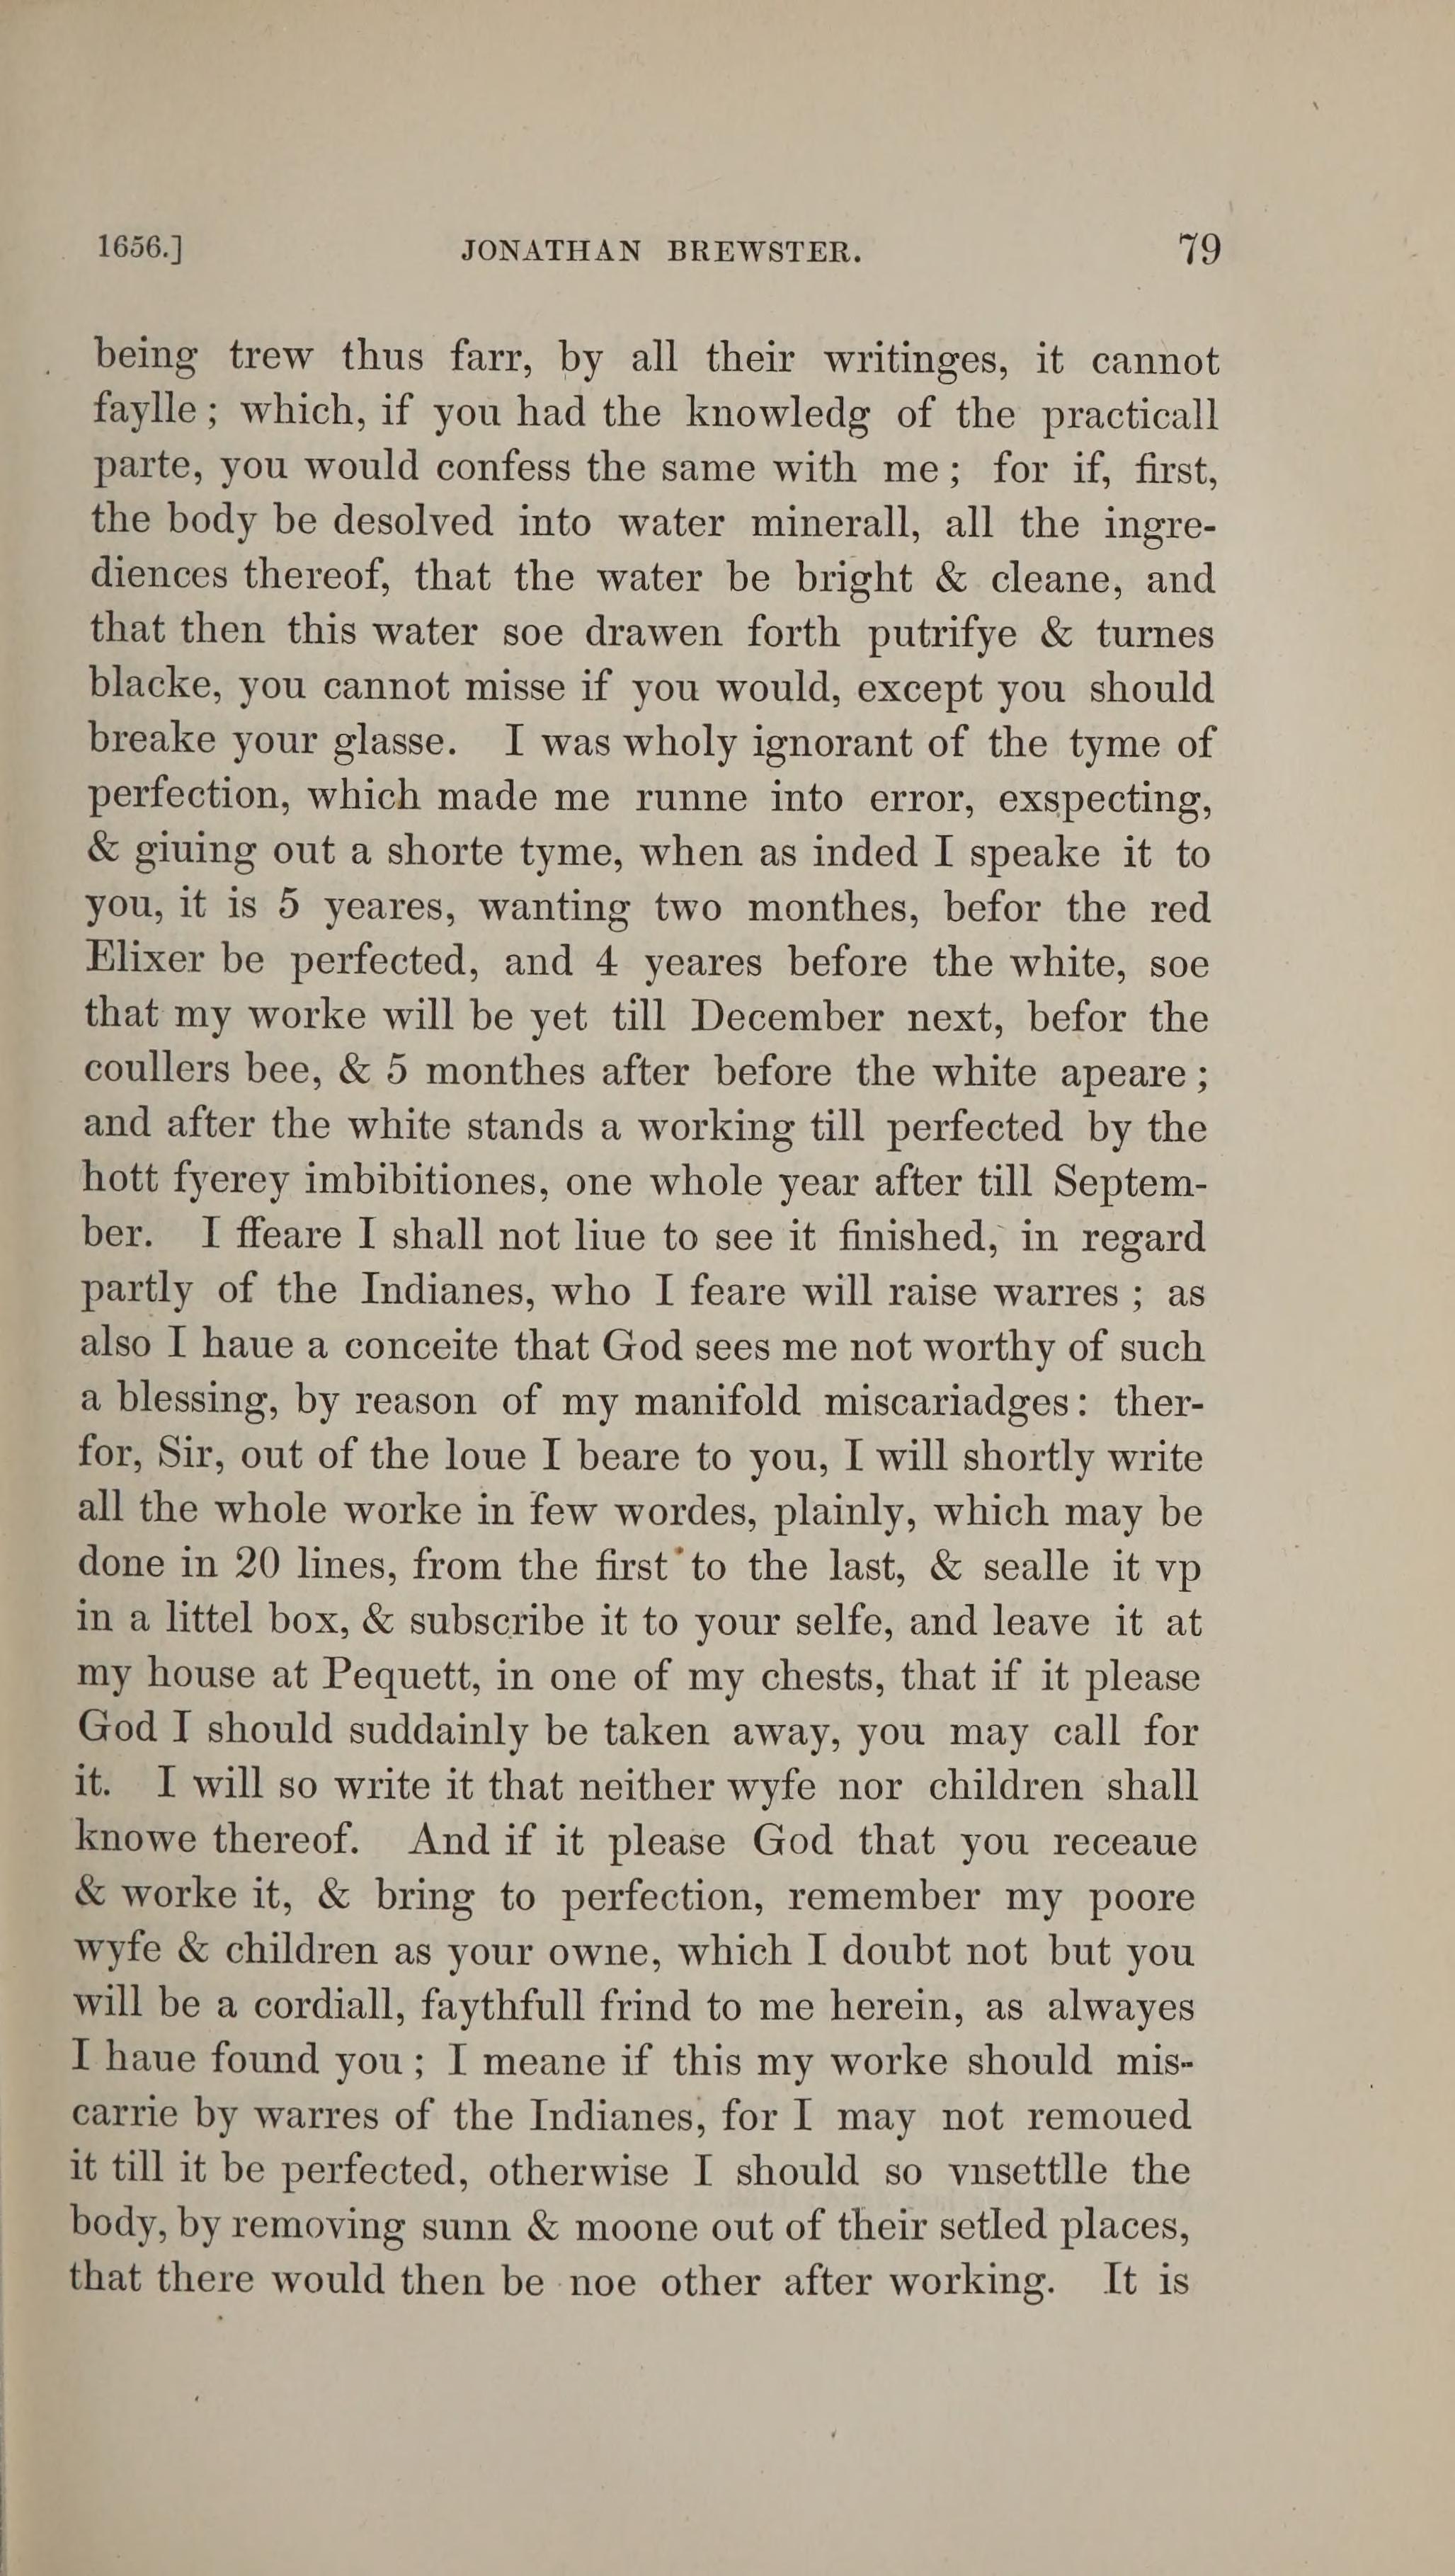 1656.] JONATHAN BREWSTER. 79
being trew thus farr, by all their writinges, it cannot
faylle; which, if you had the knowledg of the practicall
parte, you would confess the same with me; for if, first,
the body be desolved into water minerall, all the ingre-
diences thereof, that the water be bright & cleane, and
that then this water soe drawen forth putrifye & turnes
blacke, you cannot misse if you would, except you should
breake your glasse. I was wholy ignorant of the tyme of
perfection, which made me runne into error, exspecting,
& giuing out a shorte tyme, when as inded I speake it to
you, it is 5 yeares, wanting two monthes, befor the red
Elixer be perfected, and 4 yeares before the white, soe
that my worke will be yet till December next, befor the
coullers bee, & 5 monthes after before the white apeare;
and after the white stands a working till perfected by the
hott fyerey imbibitiones, one whole year after till Septem-
ber. I ffeare I shall not liue to see it finished, in regard
partly of the Indianes, who I feare will raise warres; as
also I haue a conceite that God sees me not worthy of such
a blessing, by reason of my manifold miscariadges: ther-
for, Sir, out of the loue I beare to you, I will shortly write
all the whole worke in few wordes, plainly, which may be
done in 20 lines, from the first to the last, & sealle it vp
in a littel box, & subscribe it to your selfe, and leave it at
my house at Pequett, in one of my chests, that if it please
God I should suddainly be taken away, you may call for
it. I will so write it that neither wyfe nor children shall
knowe thereof. And if it please God that you receaue
& worke it, & bring to perfection, remember my poore
wyfe & children as your owne, which I doubt not but you
will be a cordiall, faythfull frind to me herein, as alwayes
I haue found you; I meane if this my worke should mis-
carrie by warres of the Indianes, for I may not remoued
it till it be perfected, otherwise I should so vnsettlle the
body, by removing sunn & moone out of their setled places,
that there would then be noe other after working. It is